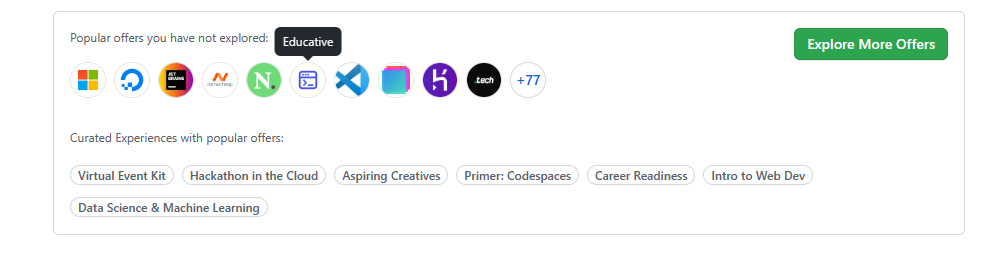 Popular offers you have not explored:
Educative
Explore More Offers
JET
BRAINS
namecheap
N.
.tech
+77
Curated Experiences with popular offers:
Virtual Event Kit
Hackathon in the Cloud
Aspiring Creatives
Primer: Codespaces
Career Readiness
Intro to Web Dev
Data Science & Machine Learning